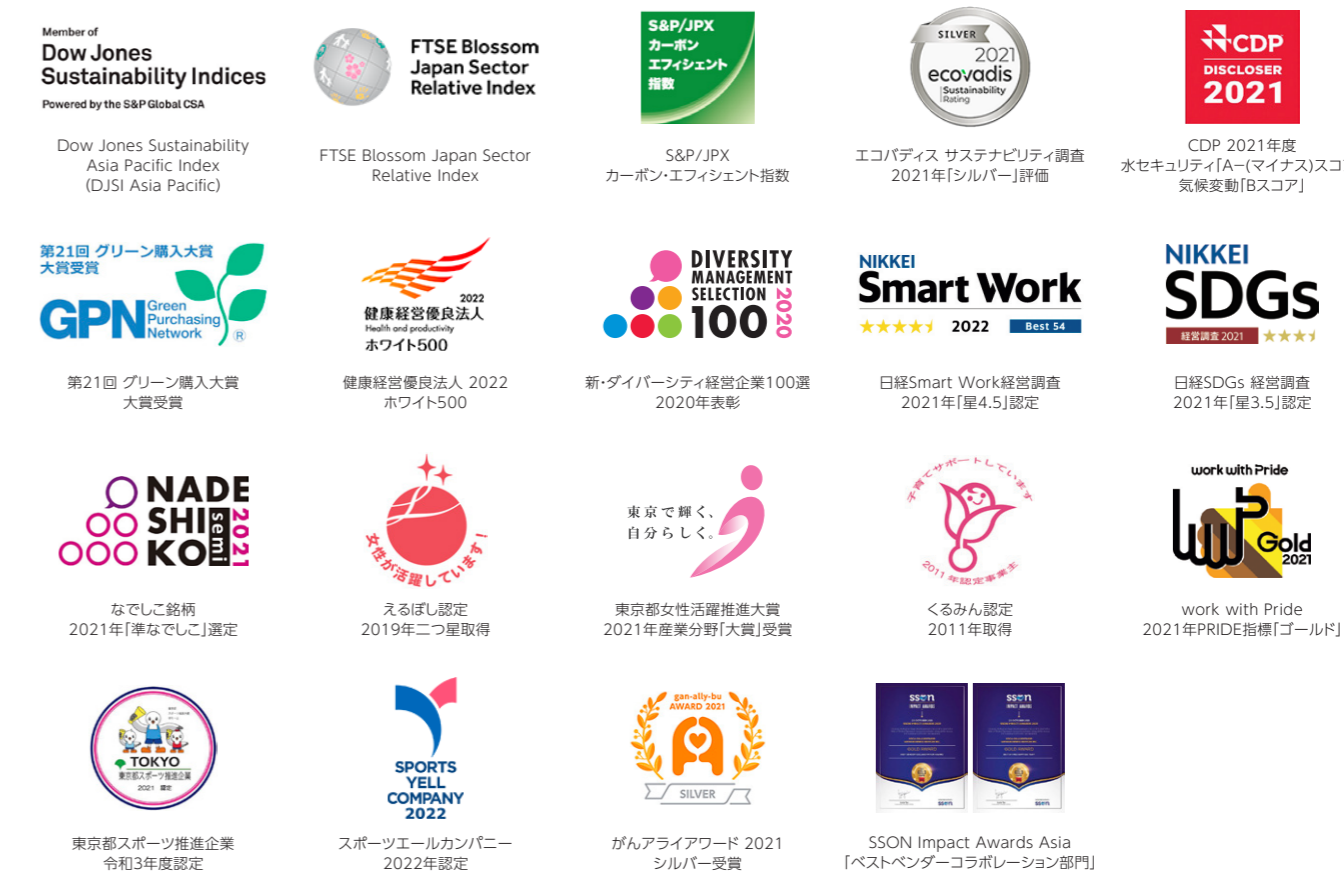 Member of
Dow Jones
Sustainability Indices
Powered by the S&P Global CSA
Dow Jones Sustainability
Asia Pacific Index
(DJSI Asia Pacific)
FTSE Blossom
Japan Sector
Relative Index
FTSE Blossom Japan Sector
Relative Index
S&P/JPX
カーボン
エフィシェント
指数
S&P/JPX
カーボン・エフィシェント指数
SILVER
2021
ecovadis
Sustainability
Rating
エコバディス サステナビリティ調査
2021年「シルバー」評価
CDP
DISCLOSER
2021
CDP 2021年度
水セキュリティ「A−(マイナス)スコ
気候変動「Bスコア」
第21回 グリーン購入大賞
大賞受賞
GPN
Green
Purchasing
Network
®
第21回 グリーン購入大賞
大賞受賞
2022
健康経営優良法人
Health and productivity
ホワイト500
健康経営優良法人 2022
ホワイト500
DIVERSITY
MANAGEMENT
SELECTION
100
2020
新・ダイバーシティ経営企業100選
2020年表彰
NIKKEI
Smart Work
2022 Best 54
日経Smart Work経営調査
2021年「星4.5」認定
NIKKEI
SDGs
経営調査 2021
日経SDGs 経営調査
2021年「星3.5」認定
NADE
SHI
KO
semi
2021
なでしこ銘柄
2021年「準なでしこ」選定
女性が活躍しています!
えるぼし認定
2019年二つ星取得
東京で輝く、
自分らしく。
東京都女性活躍推進大賞
2021年産業分野「大賞」受賞
子育てサポートしています
2011年認定事業主
くるみん認定
2011年取得
work with Pride
Gold
2021
work with Pride
2021年PRIDE指標「ゴールド」
TOKYO
東京都スポーツ推進企業
2021 認定
東京都スポーツ推進企業
令和3年度認定
SPORTS
YELL
COMPANY
2022
スポーツエールカンパニー
2022年認定
gan-ally-bu
AWARD 2021
SILVER
がんアライアワード 2021
シルバー受賞
sson
IMPACT AWARDS
GOLD AWARD
sson
sson
IMPACT AWARDS
GOLD AWARD
sson
SSON Impact Awards Asia
「ベストベンダーコラボレーション部門」